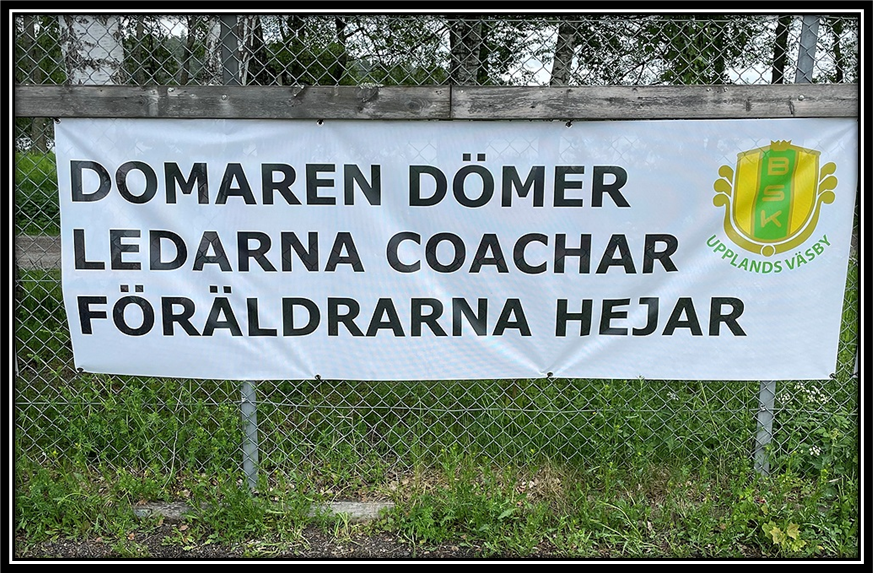 DOMAREN DÖMER
LEDARNA COACHAR
FÖRÄLDRARNA HEJAR
BSK
UPPLANDS VÄSBY